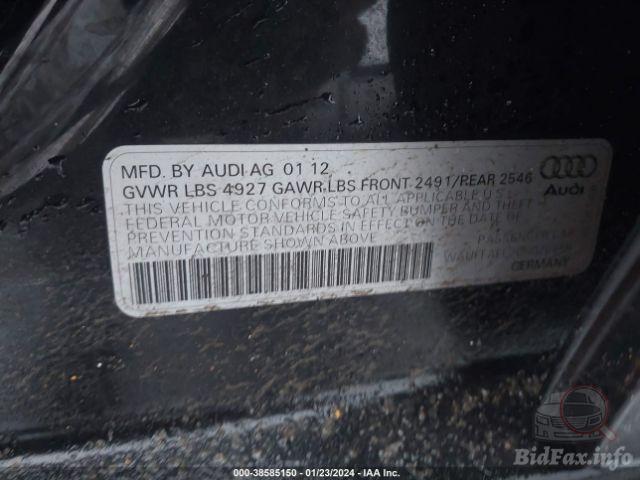 MFD. BY AUDI AG 01 12
GVWR LBS 4927 GAWR LBS FRONT 2491/REAR 2546
THIS VEHICLE CONFORMS TO ALL APPLICABLE U.S.
FEDERAL MOTOR VEHICLE SAFETY BUMPER AND THEFT
PREVENTION STANDARDS IN EFFECT ON THE DATE OF
MANUFACTURE SHOWN ABOVE
Audi
GERMANY
BidFax.info
000-38585150 - 01/23/2024 - IAA Inc.